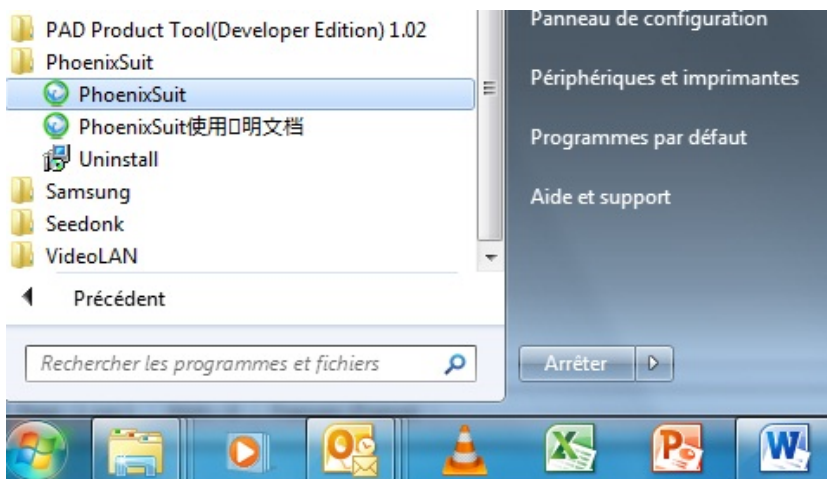 PAD Product Tool(Developer Edition) 1.02
PhoenixSuit
PhoenixSuit
PhoenixSuit使用▯明文档
Uninstall
Samsung
Seedonk
VideoLAN
Précédent
Rechercher les programmes et fichiers
Panneau de configuration
Périphériques et imprimantes
Programmes par défaut
Aide et support
Arrêter